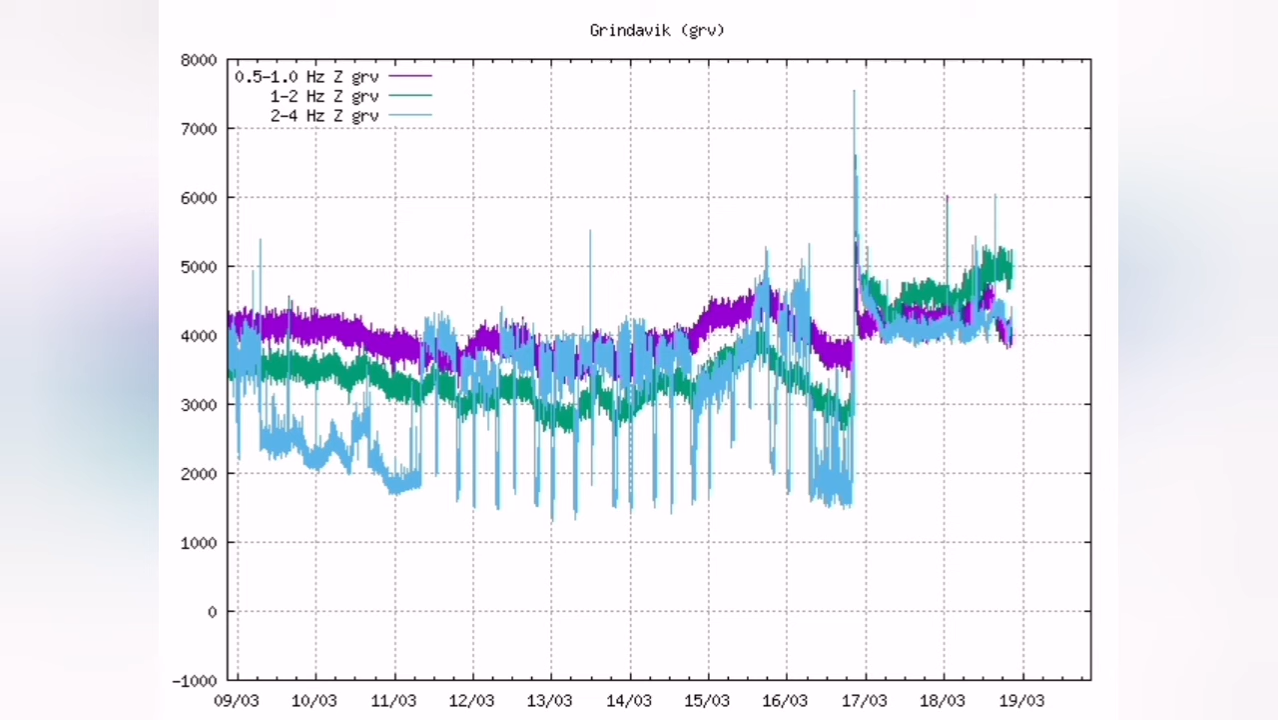 Grindavik (grv)
8000
0.5-1.0 Hz Z grv
1-2 Hz Z grv
2-4 Hz Z grv
7000
6000
5000
4000
3000
2000
1000
0
-1000
09/03 10/03 11/03 12/03 13/03 14/03 15/03 16/03 17/03 18/03 19/03